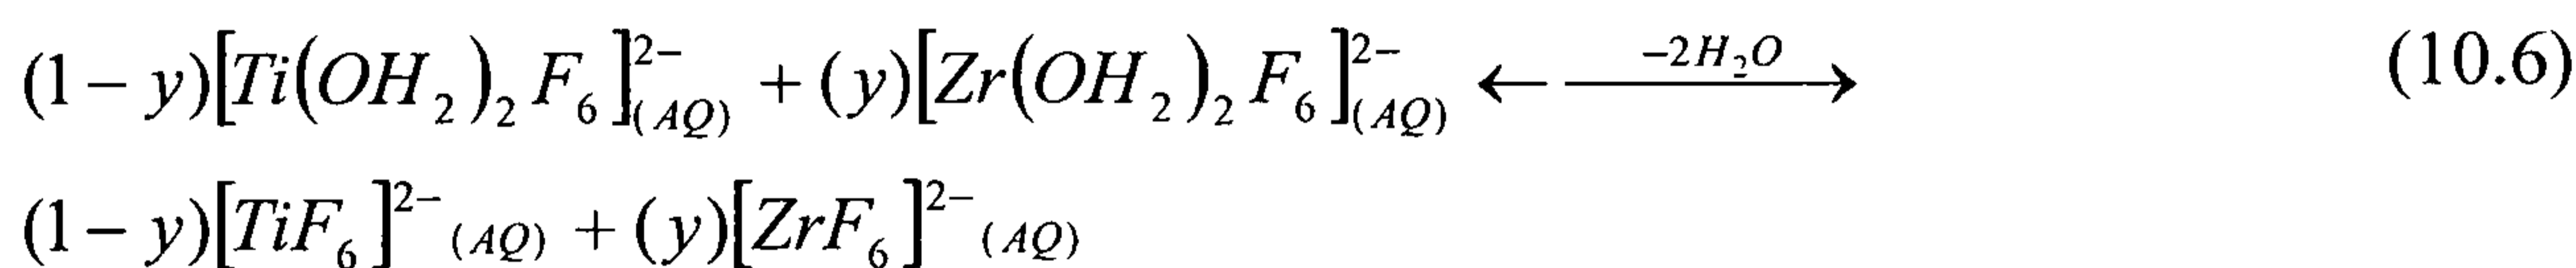 (1 − y)[Ti(OH₂)₂F₆]²⁻(AQ) + (y)[Zr(OH₂)₂F₆]²⁻(AQ) ←—−2H₂O—→ (10.6)
(1 − y)[TiF₆]²⁻(AQ) + (y)[ZrF₆]²⁻(AQ)